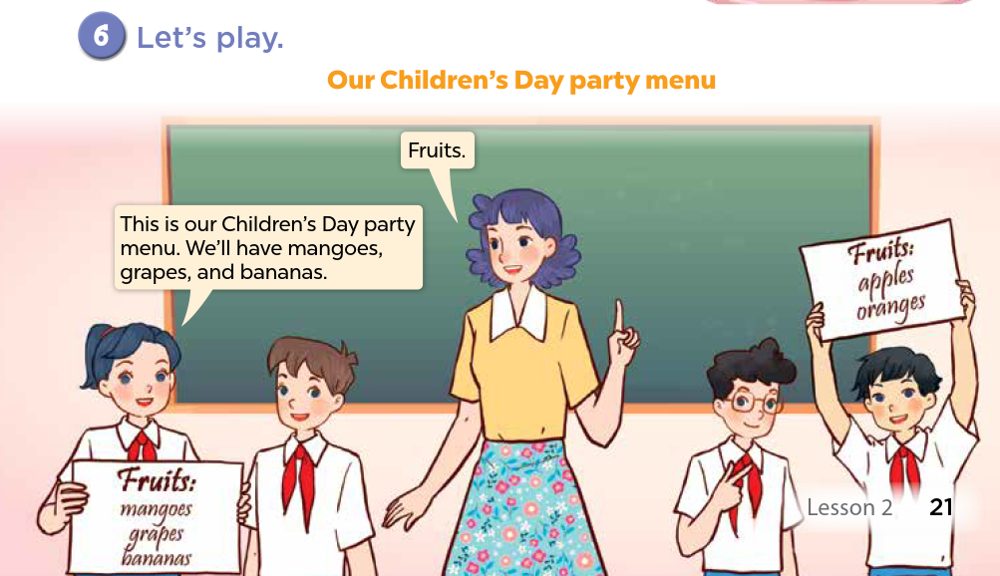 6 Let's play.
Our Children's Day party menu
Fruits.
This is our Children's Day party
menu. We'll have mangoes,
grapes, and bananas.
Fruits:
apples
oranges
Fruits:
mangoes
grapes
bananas
Lesson 2 21